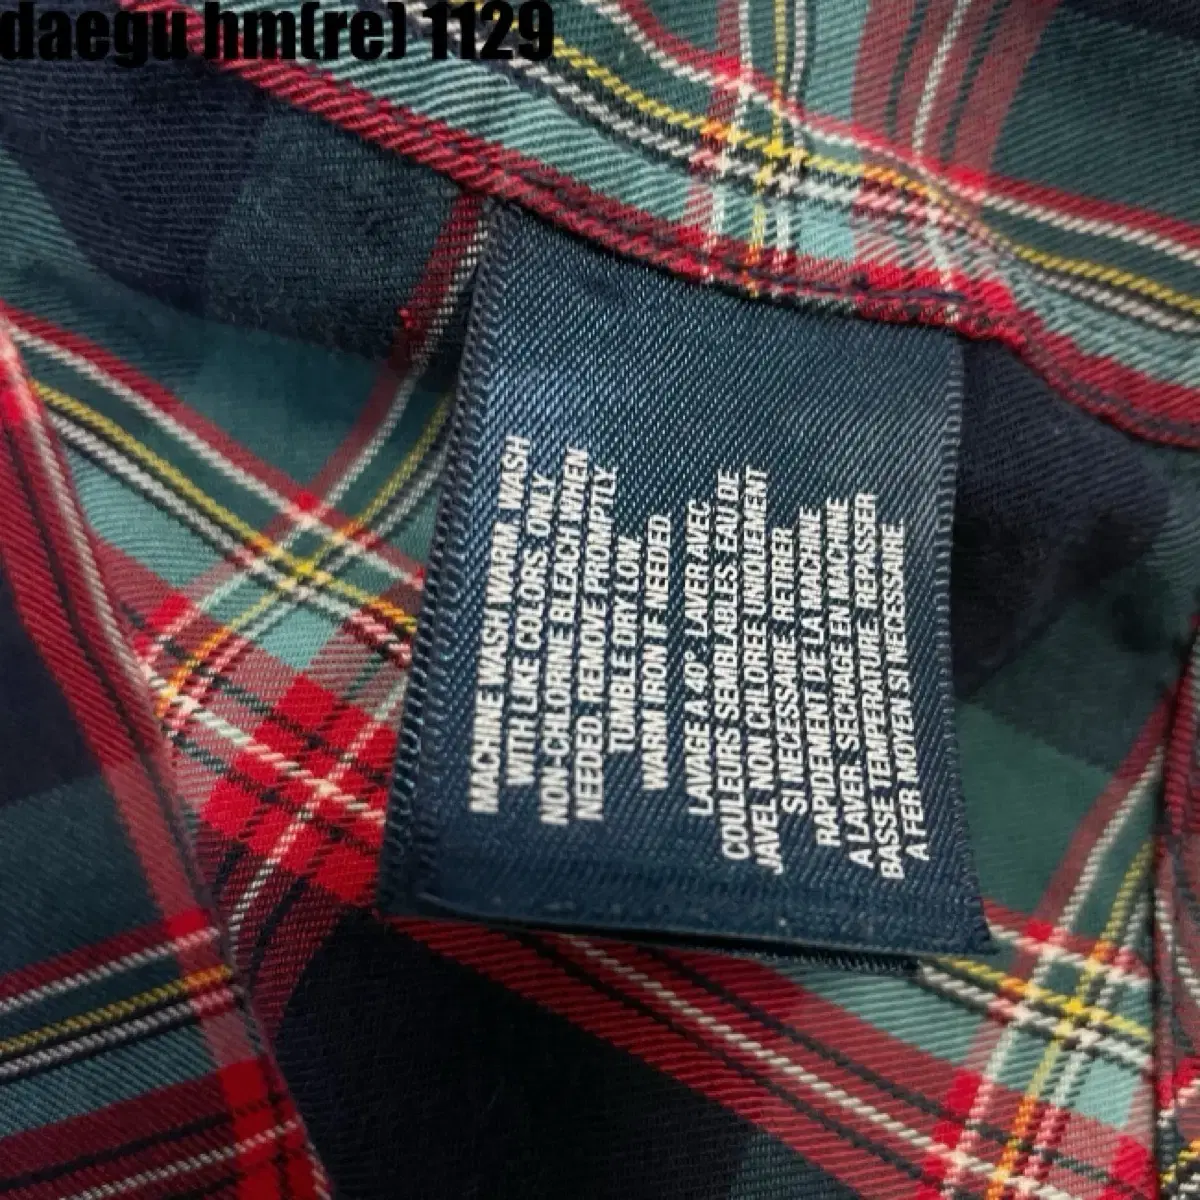 daegu hm(re) 1129
MACHINE WASH WARM. WASH
WITH LIKE COLORS. ONLY
NON-CHLORINE BLEACH WHEN
NEEDED. REMOVE PROMPTLY.
TUMBLE DRY LOW.
WARM IRON IF NEEDED.
LAVAGE A 40°. LAVER AVEC
COULEURS SEMBLABLES. EAU DE
JAVEL NON CHLOREE UNIQUEMENT
SI NECESSAIRE. RETIRER
RAPIDEMENT DE LA MACHINE
A LAVER. SECHAGE EN MACHINE
BASSE TEMPERATURE. REPASSER
A FER MOYEN SI NECESSAIRE.